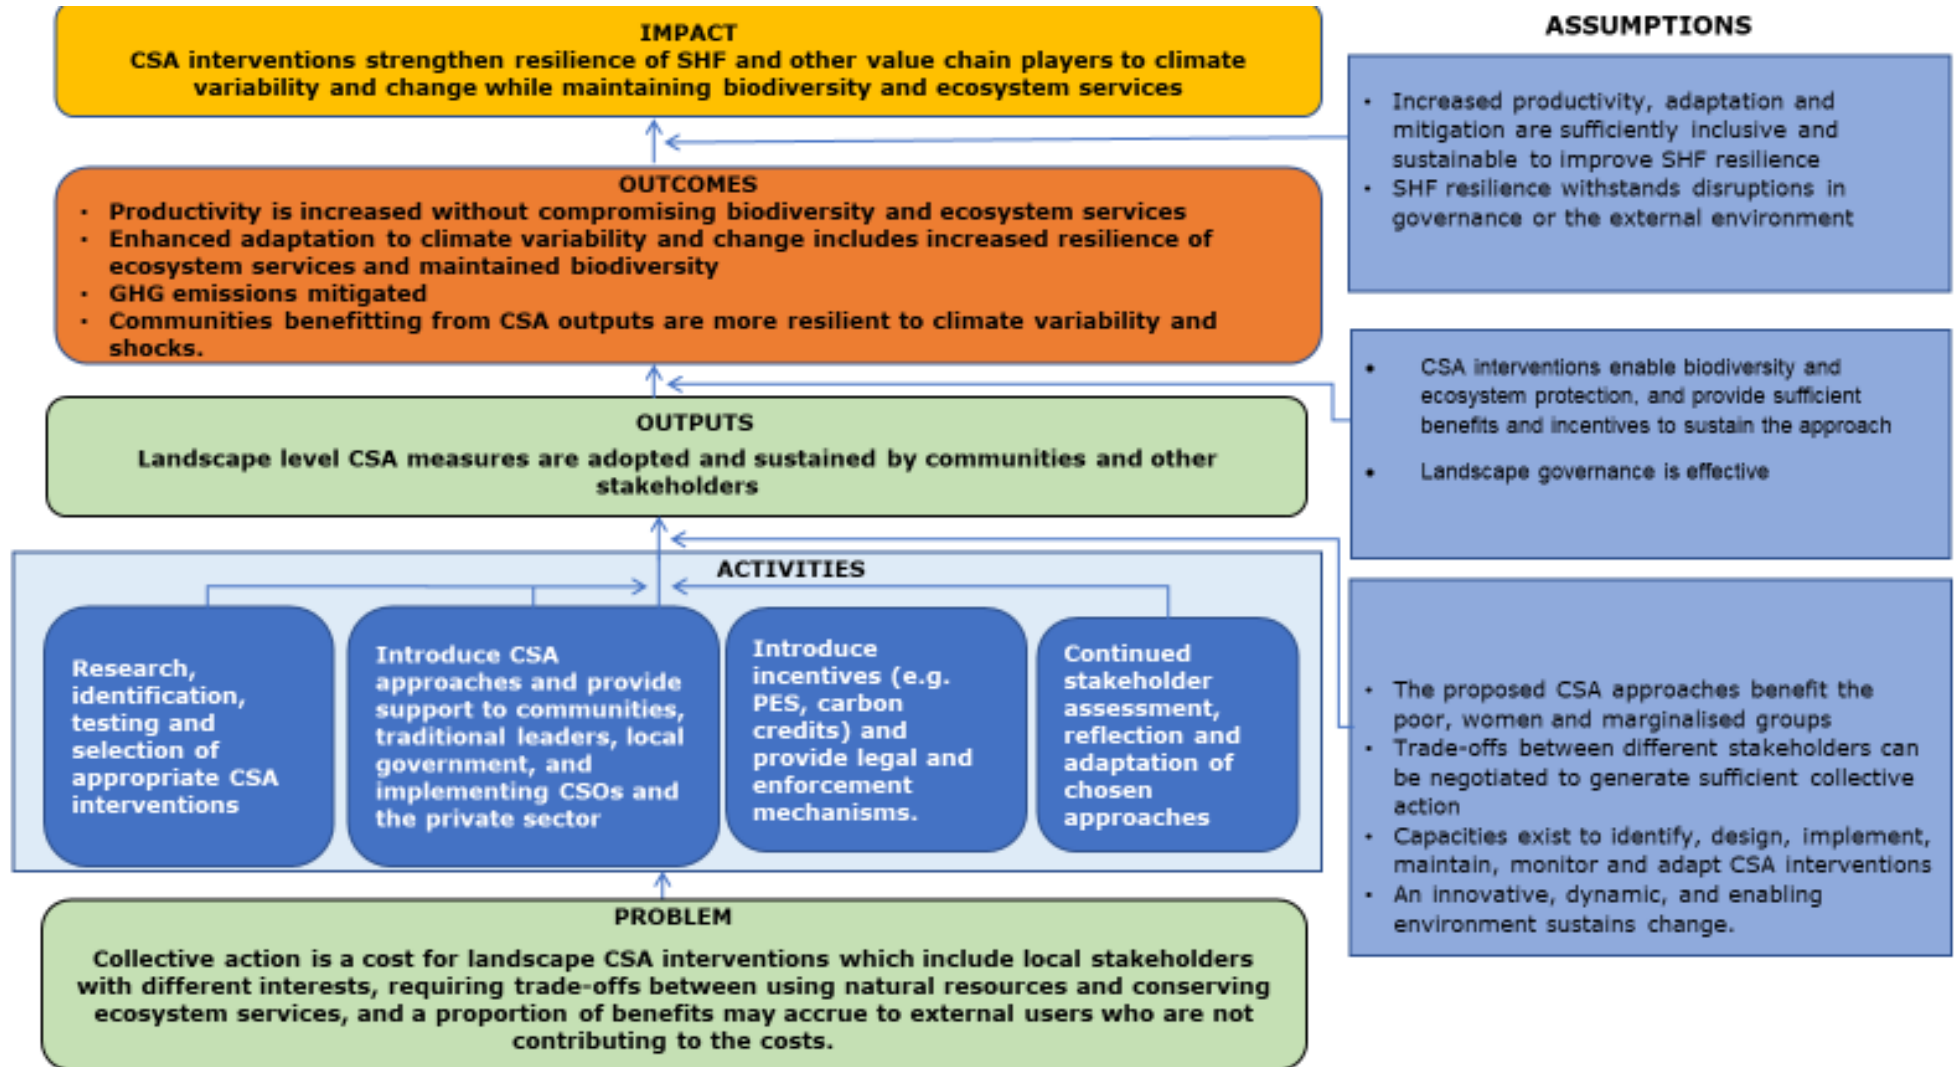 IMPACT
CSA interventions strengthen resilience of SHF and other value chain players to climate
variability and change while maintaining biodiversity and ecosystem services
OUTCOMES
• Productivity is increased without compromising biodiversity and ecosystem services
• Enhanced adaptation to climate variability and change includes increased resilience of
ecosystem services and maintained biodiversity
• GHG emissions mitigated
• Communities benefitting from CSA outputs are more resilient to climate variability and
shocks.
OUTPUTS
Landscape level CSA measures are adopted and sustained by communities and other
stakeholders
ACTIVITIES
Research,
identification,
testing and
selection of
appropriate CSA
interventions
Introduce CSA
approaches and provide
support to communities,
traditional leaders, local
government, and
implementing CSOs and
the private sector
Introduce
incentives (e.g.
PES, carbon
credits) and
provide legal and
enforcement
mechanisms.
Continued
stakeholder
assessment,
reflection and
adaptation of
chosen
approaches
PROBLEM
Collective action is a cost for landscape CSA interventions which include local stakeholders
with different interests, requiring trade-offs between using natural resources and conserving
ecosystem services, and a proportion of benefits may accrue to external users who are not
contributing to the costs.
ASSUMPTIONS
• Increased productivity, adaptation and
mitigation are sufficiently inclusive and
sustainable to improve SHF resilience
• SHF resilience withstands disruptions in
governance or the external environment
• CSA interventions enable biodiversity and
ecosystem protection, and provide sufficient
benefits and incentives to sustain the approach
• Landscape governance is effective
• The proposed CSA approaches benefit the
poor, women and marginalised groups
• Trade-offs between different stakeholders can
be negotiated to generate sufficient collective
action
• Capacities exist to identify, design, implement,
maintain, monitor and adapt CSA interventions
• An innovative, dynamic, and enabling
environment sustains change.